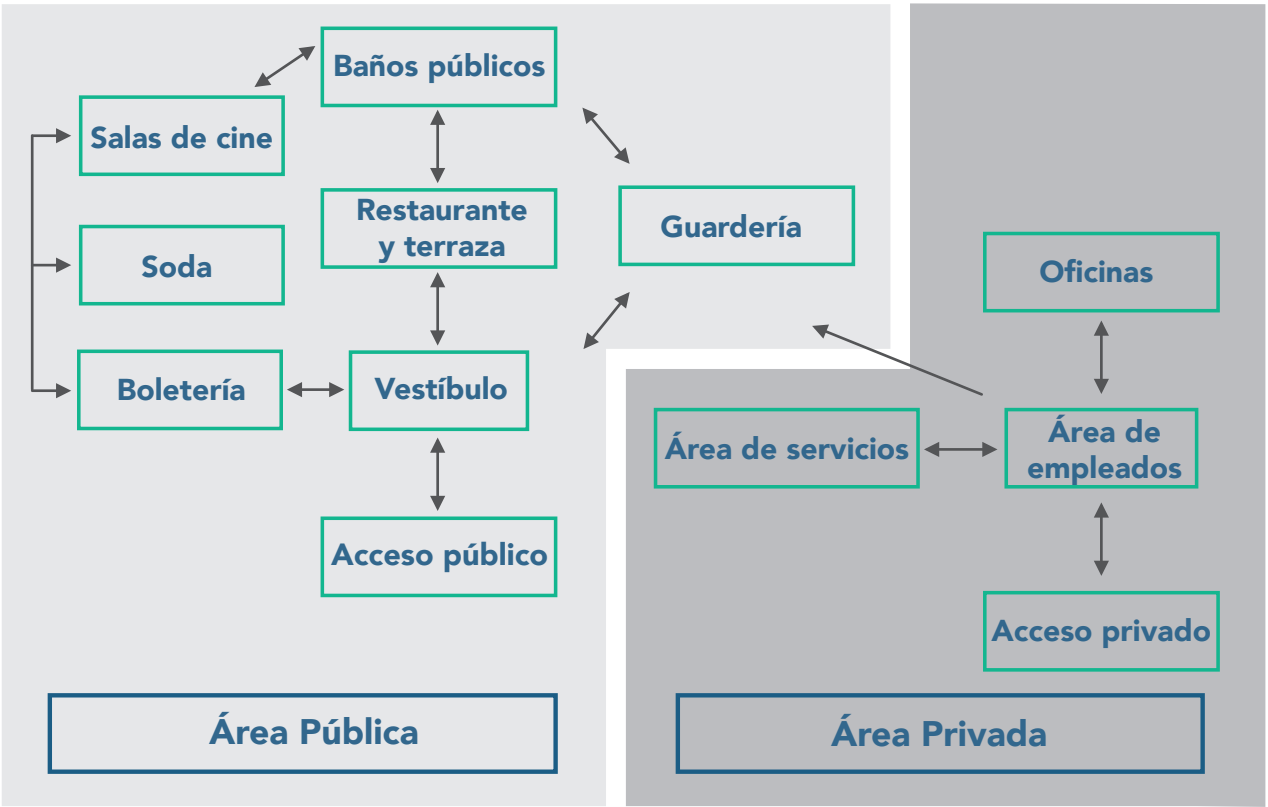 Baños públicos
Salas de cine
Restaurante
y terraza
Guardería
Soda
Oficinas
Boletería
Vestíbulo
Área de servicios
Área de
empleados
Acceso público
Acceso privado
Área Pública
Área Privada